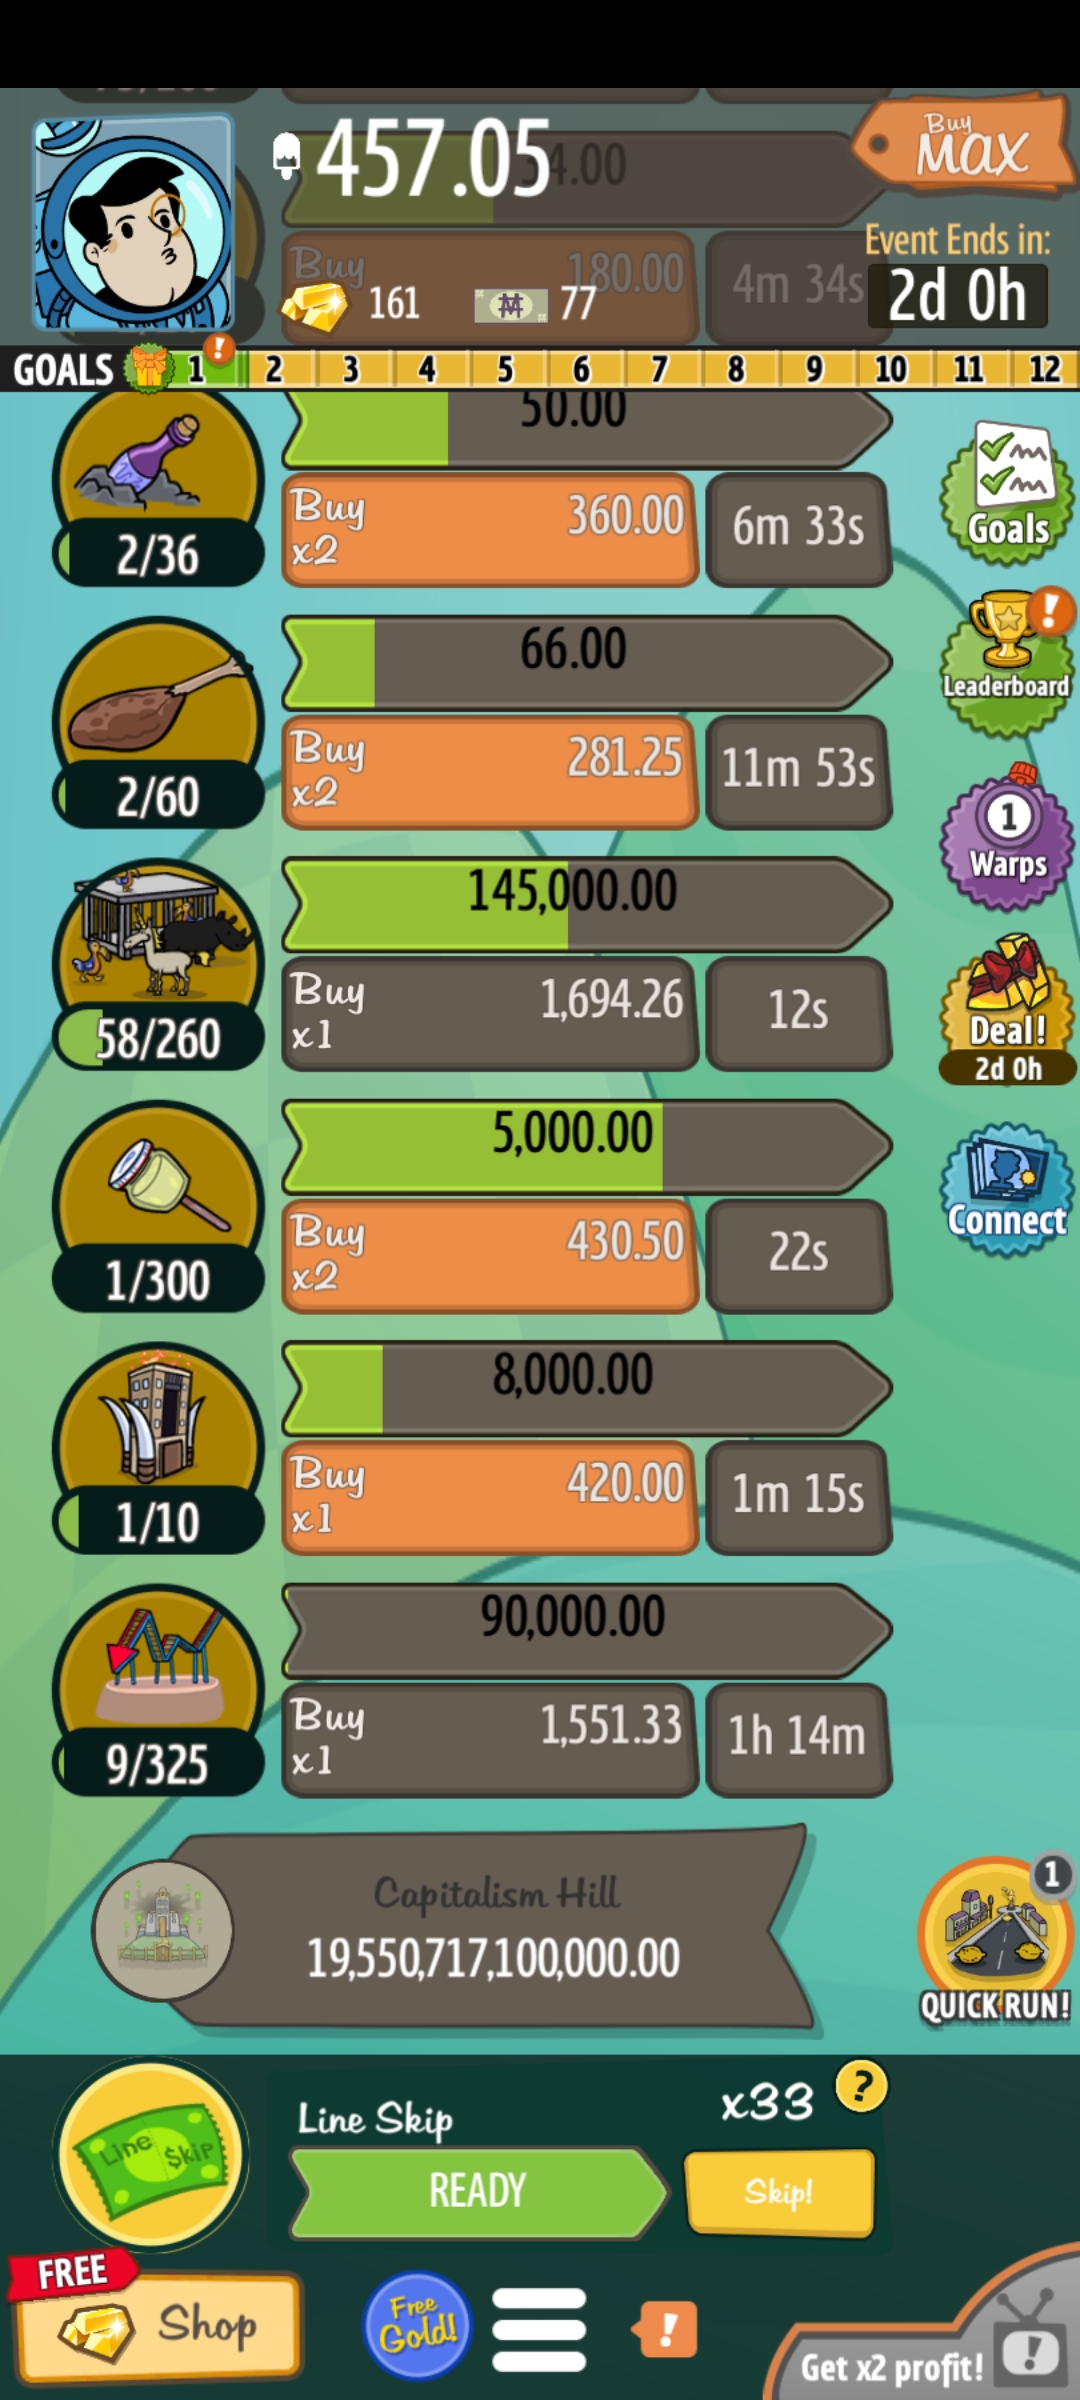 457.05
Buy
MAX
4.00
Event Ends in:
2d 0h
Buy
180.00
4m 34s
161
77
GOALS
1
!
2
3
4
5
6
7
8
9
10
11
12
50.00
Buy
x2
360.00
6m 33s
2/36
Goals
66.00
Buy
x2
281.25
11m 53s
2/60
!
Leaderboard
145,000.00
Buy
x1
1,694.26
12s
58/260
1
Warps
5,000.00
Buy
x2
430.50
22s
1/300
Deal!
2d 0h
8,000.00
Buy
x1
420.00
1m 15s
1/10
Connect
90,000.00
Buy
x1
1,551.33
1h 14m
9/325
Capitalism Hill
19,550,717,100,000.00
1
QUICK RUN!
Line $kip
Line Skip
x33
?
READY
Skip!
FREE
Shop
Free
Gold!
!
Get x2 profit!
!